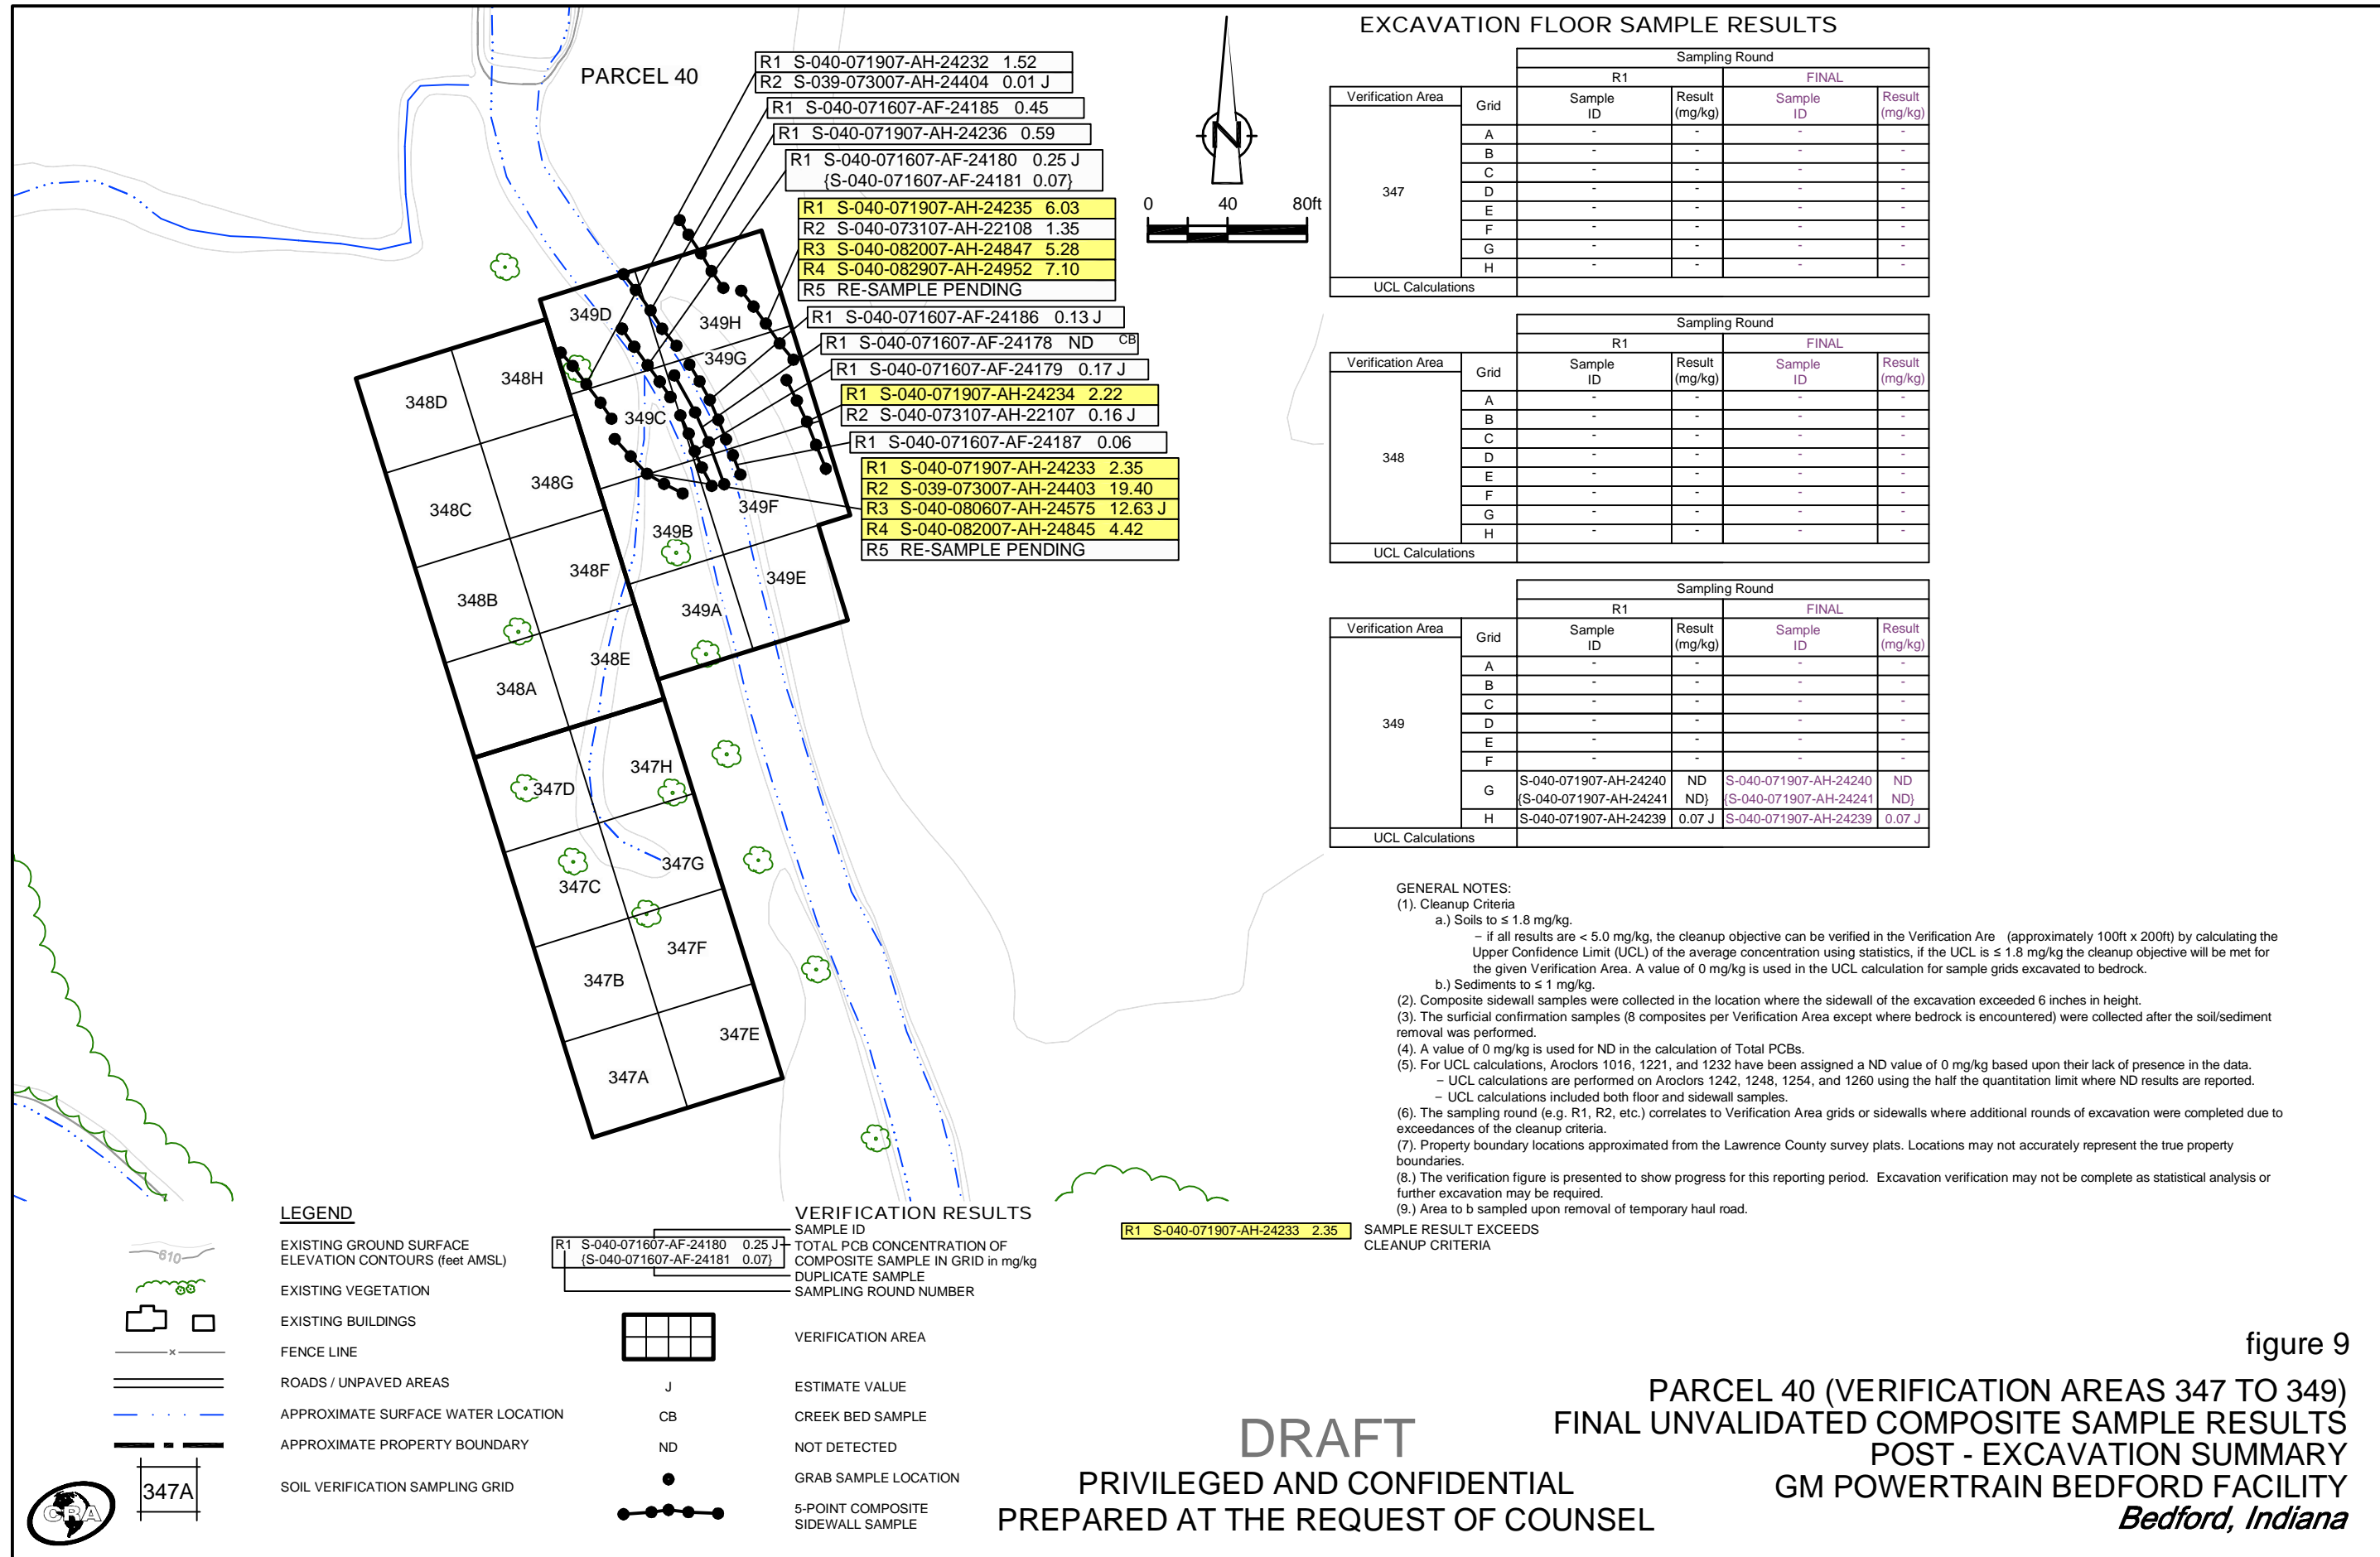 PARCEL 40
R1 S-040-071907-AH-24232 1.52
R2 S-039-073007-AH-24404 0.01 J
R1 S-040-071607-AF-24185 0.45
R1 S-040-071907-AH-24236 0.59
R1 S-040-071607-AF-24180 0.25 J
{S-040-071607-AF-24181 0.07}
R1 S-040-071907-AH-24235 6.03
R2 S-040-073107-AH-22108 1.35
R3 S-040-082007-AH-24847 5.28
R4 S-040-082907-AH-24952 7.10
R5 RE-SAMPLE PENDING
R1 S-040-071607-AF-24186 0.13 J
R1 S-040-071607-AF-24178 ND CB
R1 S-040-071607-AF-24179 0.17 J
R1 S-040-071907-AH-24234 2.22
R2 S-040-073107-AH-22107 0.16 J
R1 S-040-071607-AF-24187 0.06
R1 S-040-071907-AH-24233 2.35
R2 S-039-073007-AH-24403 19.40
R3 S-040-080607-AH-24575 12.63 J
R4 S-040-082007-AH-24845 4.42
R5 RE-SAMPLE PENDING
N
0 40 80ft
349D
349H
349G
348H
348D
349C
348G
348C
349F
349B
348F
349E
348B
349A
348E
348A
347H
347D
347G
347C
347F
347B
347E
347A
EXCAVATION FLOOR SAMPLE RESULTS
Sampling Round
R1 FINAL
Verification Area Grid Sample ID Result (mg/kg) Sample ID Result (mg/kg)
347
A - - - -
B - - - -
C - - - -
D - - - -
E - - - -
F - - - -
G - - - -
H - - - -
UCL Calculations
Sampling Round
R1 FINAL
Verification Area Grid Sample ID Result (mg/kg) Sample ID Result (mg/kg)
348
A - - - -
B - - - -
C - - - -
D - - - -
E - - - -
F - - - -
G - - - -
H - - - -
UCL Calculations
Sampling Round
R1 FINAL
Verification Area Grid Sample ID Result (mg/kg) Sample ID Result (mg/kg)
349
A - - - -
B - - - -
C - - - -
D - - - -
E - - - -
F - - - -
G S-040-071907-AH-24240 ND S-040-071907-AH-24240 ND
{S-040-071907-AH-24241 ND} {S-040-071907-AH-24241 ND}
H S-040-071907-AH-24239 0.07 J S-040-071907-AH-24239 0.07 J
UCL Calculations
GENERAL NOTES:
(1). Cleanup Criteria
a.) Soils to ≤ 1.8 mg/kg.
– if all results are < 5.0 mg/kg, the cleanup objective can be verified in the Verification Are (approximately 100ft x 200ft) by calculating the
Upper Confidence Limit (UCL) of the average concentration using statistics, if the UCL is ≤ 1.8 mg/kg the cleanup objective will be met for
the given Verification Area. A value of 0 mg/kg is used in the UCL calculation for sample grids excavated to bedrock.
b.) Sediments to ≤ 1 mg/kg.
(2). Composite sidewall samples were collected in the location where the sidewall of the excavation exceeded 6 inches in height.
(3). The surficial confirmation samples (8 composites per Verification Area except where bedrock is encountered) were collected after the soil/sediment
removal was performed.
(4). A value of 0 mg/kg is used for ND in the calculation of Total PCBs.
(5). For UCL calculations, Aroclors 1016, 1221, and 1232 have been assigned a ND value of 0 mg/kg based upon their lack of presence in the data.
– UCL calculations are performed on Aroclors 1242, 1248, 1254, and 1260 using the half the quantitation limit where ND results are reported.
– UCL calculations included both floor and sidewall samples.
(6). The sampling round (e.g. R1, R2, etc.) correlates to Verification Area grids or sidewalls where additional rounds of excavation were completed due to
exceedances of the cleanup criteria.
(7). Property boundary locations approximated from the Lawrence County survey plats. Locations may not accurately represent the true property
boundaries.
(8.) The verification figure is presented to show progress for this reporting period. Excavation verification may not be complete as statistical analysis or
further excavation may be required.
(9.) Area to b sampled upon removal of temporary haul road.
LEGEND
610
EXISTING GROUND SURFACE
ELEVATION CONTOURS (feet AMSL)
EXISTING VEGETATION
EXISTING BUILDINGS
x
FENCE LINE
ROADS / UNPAVED AREAS
APPROXIMATE SURFACE WATER LOCATION
APPROXIMATE PROPERTY BOUNDARY
347A
SOIL VERIFICATION SAMPLING GRID
CRA
VERIFICATION RESULTS
R1 S-040-071607-AF-24180 0.25 J
{S-040-071607-AF-24181 0.07}
SAMPLE ID
TOTAL PCB CONCENTRATION OF
COMPOSITE SAMPLE IN GRID in mg/kg
DUPLICATE SAMPLE
SAMPLING ROUND NUMBER
VERIFICATION AREA
J ESTIMATE VALUE
CB CREEK BED SAMPLE
ND NOT DETECTED
GRAB SAMPLE LOCATION
5-POINT COMPOSITE
SIDEWALL SAMPLE
R1 S-040-071907-AH-24233 2.35
SAMPLE RESULT EXCEEDS
CLEANUP CRITERIA
DRAFT
PRIVILEGED AND CONFIDENTIAL
PREPARED AT THE REQUEST OF COUNSEL
figure 9
PARCEL 40 (VERIFICATION AREAS 347 TO 349)
FINAL UNVALIDATED COMPOSITE SAMPLE RESULTS
POST - EXCAVATION SUMMARY
GM POWERTRAIN BEDFORD FACILITY
Bedford, Indiana